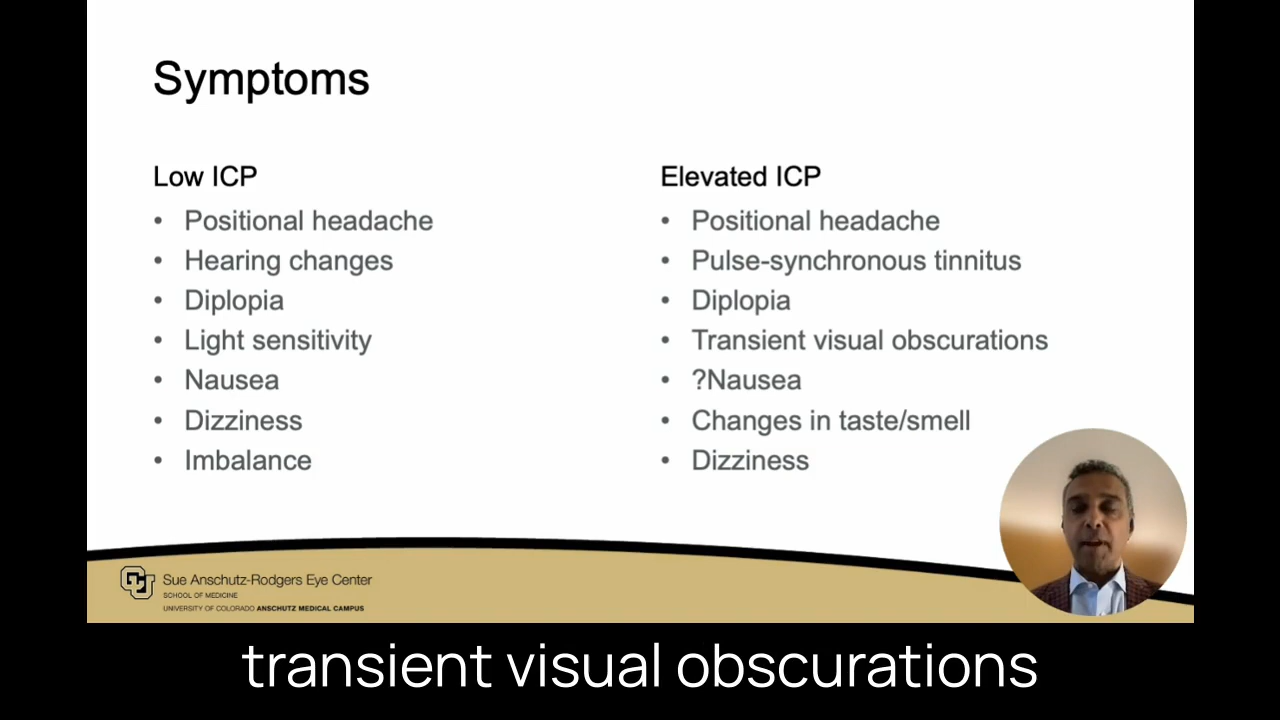 Symptoms
Low ICP
• Positional headache
• Hearing changes
• Diplopia
• Light sensitivity
• Nausea
• Dizziness
• Imbalance
Elevated ICP
• Positional headache
• Pulse-synchronous tinnitus
• Diplopia
• Transient visual obscurations
• ?Nausea
• Changes in taste/smell
• Dizziness
CU Sue Anschutz-Rodgers Eye Center
SCHOOL OF MEDICINE
UNIVERSITY OF COLORADO ANSCHUTZ MEDICAL CAMPUS
transient visual obscurations